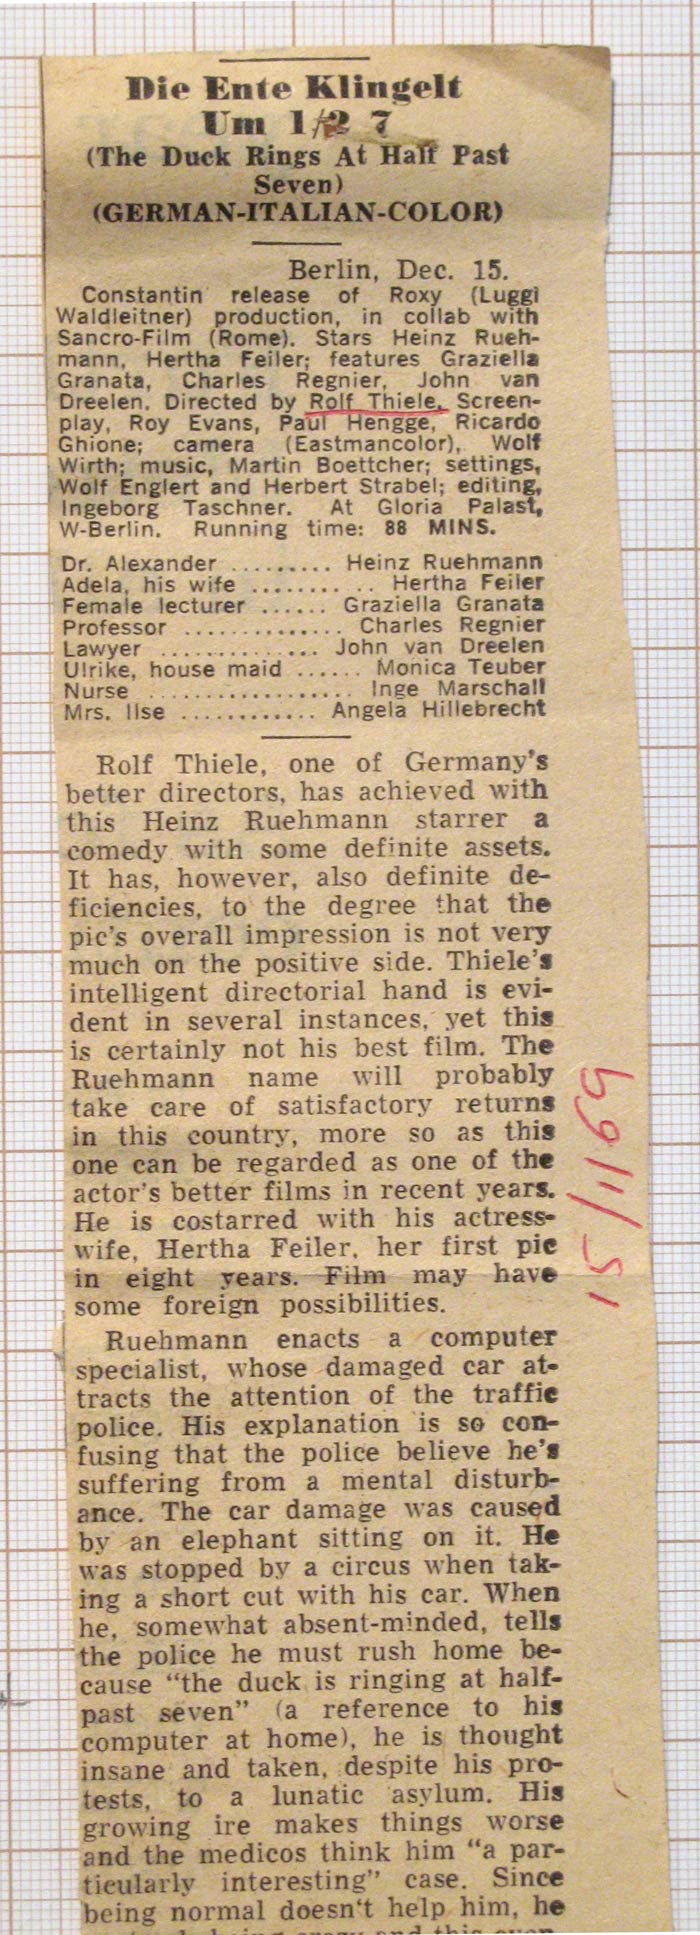 Die Ente Klingelt
Um 1/2 7
(The Duck Rings At Half Past
Seven)
(GERMAN-ITALIAN-COLOR)
Berlin, Dec. 15.
Constantin release of Roxy (Luggi
Waldleitner) production, in collab with
Sancro-Film (Rome). Stars Heinz Rueh-
mann, Hertha Feiler; features Graziella
Granata, Charles Regnier, John van
Dreelen. Directed by Rolf Thiele. Screen-
play, Roy Evans, Paul Hengge, Ricardo
Ghione; camera (Eastmancolor), Wolf
Wirth; music, Martin Boettcher; settings,
Wolf Englert and Herbert Strabel; editing,
Ingeborg Taschner. At Gloria Palast,
W-Berlin. Running time: 88 MINS.
Dr. Alexander ......... Heinz Ruehmann
Adela, his wife .......... Hertha Feiler
Female lecturer ...... Graziella Granata
Professor .............. Charles Regnier
Lawyer .............. John van Dreelen
Ulrike, house maid ...... Monica Teuber
Nurse .................. Inge Marschall
Mrs. Ilse ............ Angela Hillebrecht
Rolf Thiele, one of Germany's
better directors, has achieved with
this Heinz Ruehmann starrer a
comedy with some definite assets.
It has, however, also definite de-
ficiencies, to the degree that the
pic's overall impression is not very
much on the positive side. Thiele's
intelligent directorial hand is evi-
dent in several instances, yet this
is certainly not his best film. The
Ruehmann name will probably
take care of satisfactory returns
in this country, more so as this
one can be regarded as one of the
actor's better films in recent years.
He is costarred with his actress-
wife, Hertha Feiler, her first pic
in eight years. Film may have
some foreign possibilities.
Ruehmann enacts a computer
specialist, whose damaged car at-
tracts the attention of the traffic
police. His explanation is so con-
fusing that the police believe he's
suffering from a mental disturb-
ance. The car damage was caused
by an elephant sitting on it. He
was stopped by a circus when tak-
ing a short cut with his car. When
he, somewhat absent-minded, tells
the police he must rush home be-
cause "the duck is ringing at half-
past seven" (a reference to his
computer at home), he is thought
insane and taken, despite his pro-
tests, to a lunatic asylum. His
growing ire makes things worse
and the medicos think him "a par-
ticularly interesting" case. Since
being normal doesn't help him, he
being crazy and this even-
15/1/69